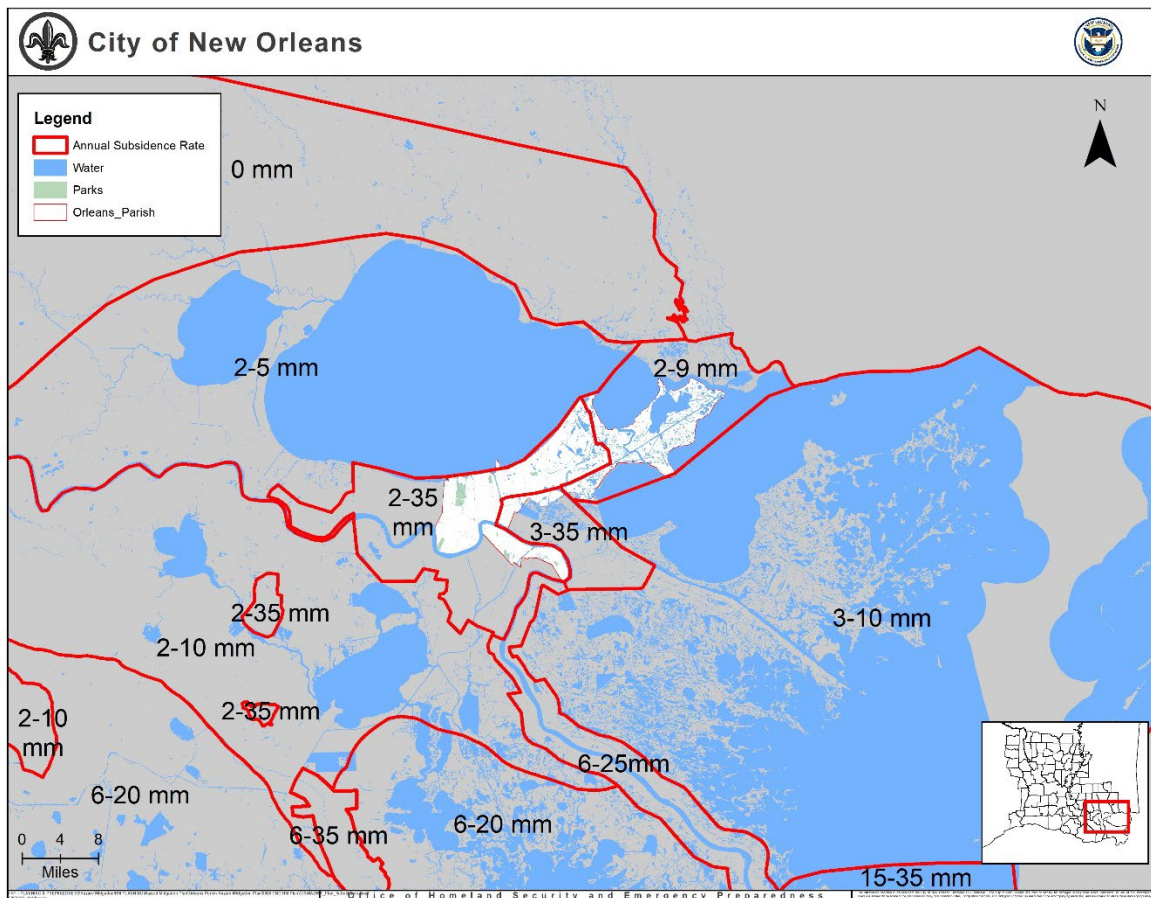 City of New Orleans
Legend
Annual Subsidence Rate
Water
Parks
Orleans_Parish
N
0 mm
2-5 mm
2-9 mm
2-35
mm
3-35 mm
2-35 mm
2-10 mm
3-10 mm
2-10
mm
2-35 mm
6-25mm
6-20 mm
6-35 mm
6-20 mm
15-35 mm
0 4 8
Miles
Office of Homeland Security and Emergency Preparedness